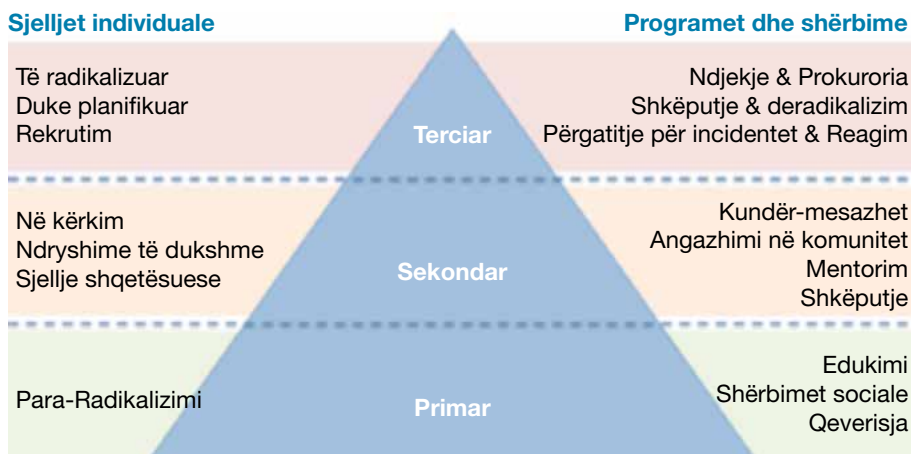 Sjelljet individuale
Programet dhe shërbime
Të radikalizuar
Duke planifikuar
Rekrutim
Terciar
Ndjekje & Prokuroria
Shkëputje & deradikalizim
Përgatitje për incidentet & Reagim
Në kërkim
Ndryshime të dukshme
Sjellje shqetësuese
Sekondar
Kundër-mesazhet
Angazhimi në komunitet
Mentorim
Shkëputje
Para-Radikalizimi
Primar
Edukimi
Shërbimet sociale
Qeverisja